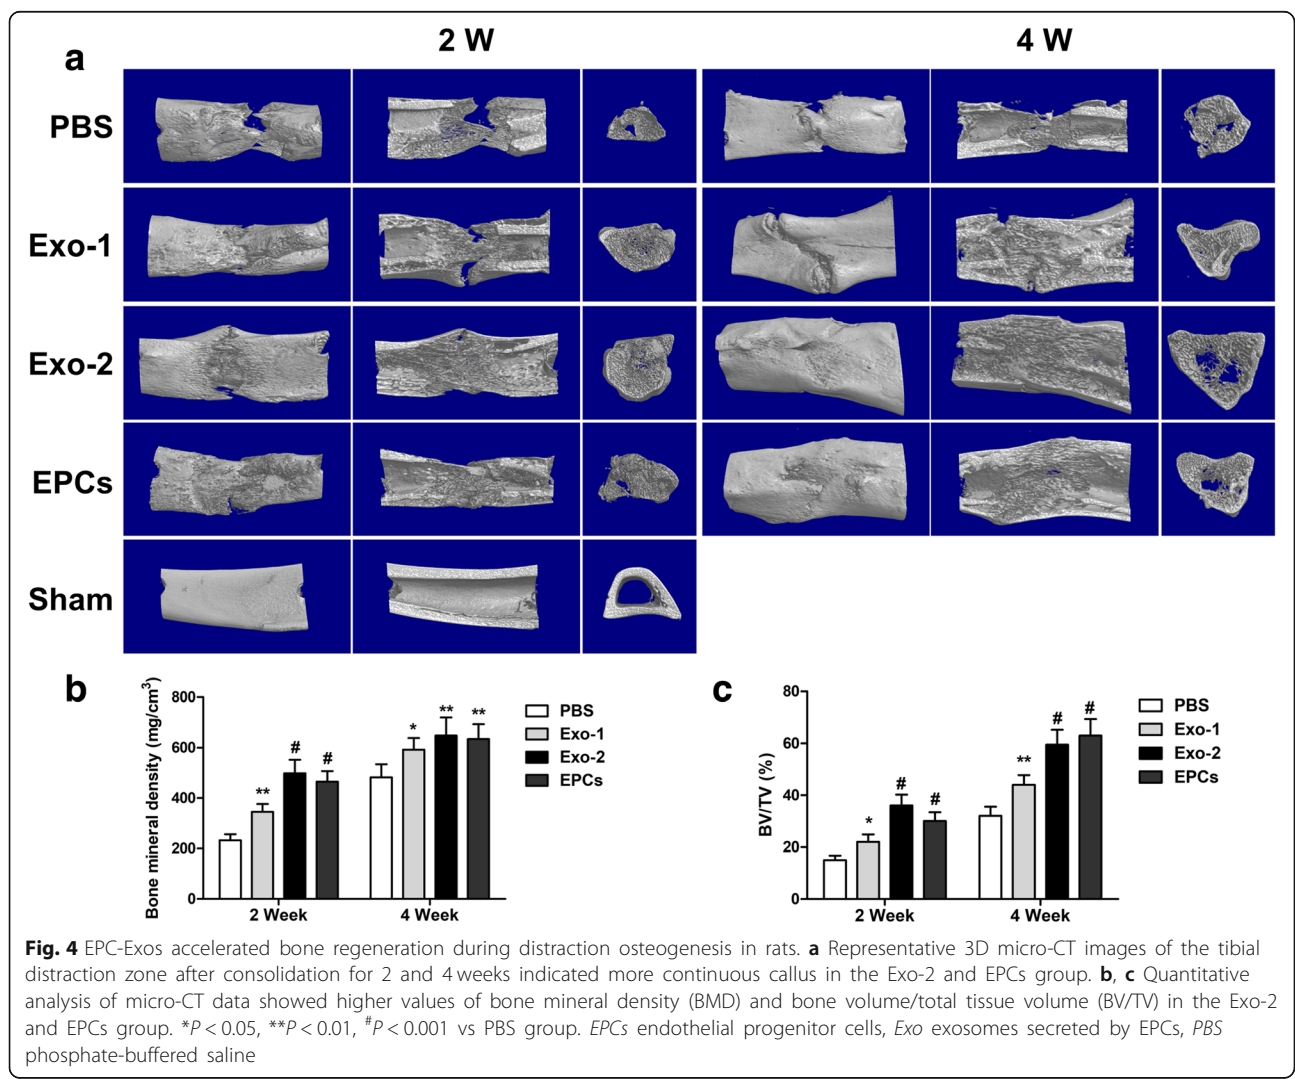 a
2 W
4 W
PBS
Exo-1
Exo-2
EPCs
Sham
b
Bone mineral density (mg/cm³)
800
600
400
200
0
**
#
#
*
**
**
2 Week
4 Week
PBS
Exo-1
Exo-2
EPCs
c
BV/TV (%)
80
60
40
20
0
*
#
#
**
#
#
2 Week
4 Week
PBS
Exo-1
Exo-2
EPCs
Fig. 4 EPC-Exos accelerated bone regeneration during distraction osteogenesis in rats. a Representative 3D micro-CT images of the tibial
distraction zone after consolidation for 2 and 4 weeks indicated more continuous callus in the Exo-2 and EPCs group. b, c Quantitative
analysis of micro-CT data showed higher values of bone mineral density (BMD) and bone volume/total tissue volume (BV/TV) in the Exo-2
and EPCs group. *P < 0.05, **P < 0.01, #P < 0.001 vs PBS group. EPCs endothelial progenitor cells, Exo exosomes secreted by EPCs, PBS
phosphate-buffered saline